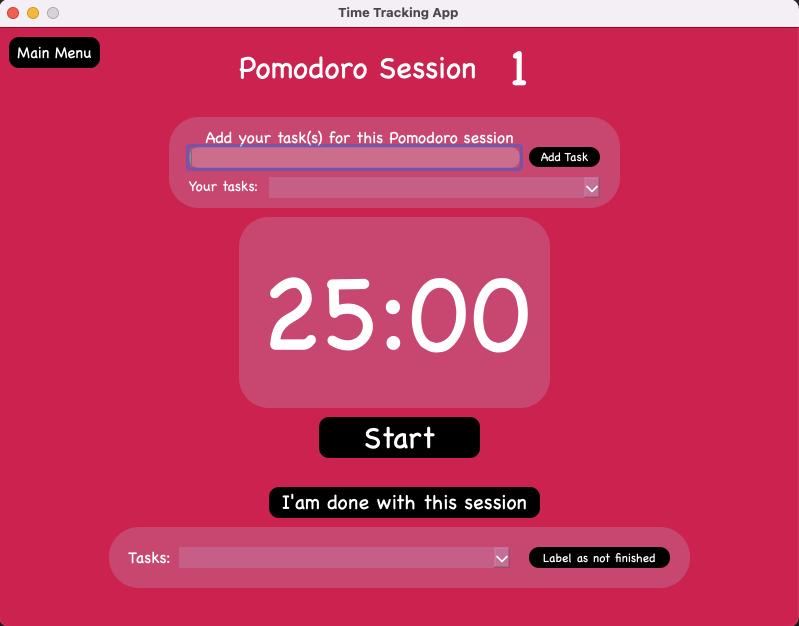 Time Tracking App
Main Menu
Pomodoro Session 1
Add your task(s) for this Pomodoro session
Add Task
Your tasks:
25:00
Start
I'am done with this session
Tasks:
Label as not finished